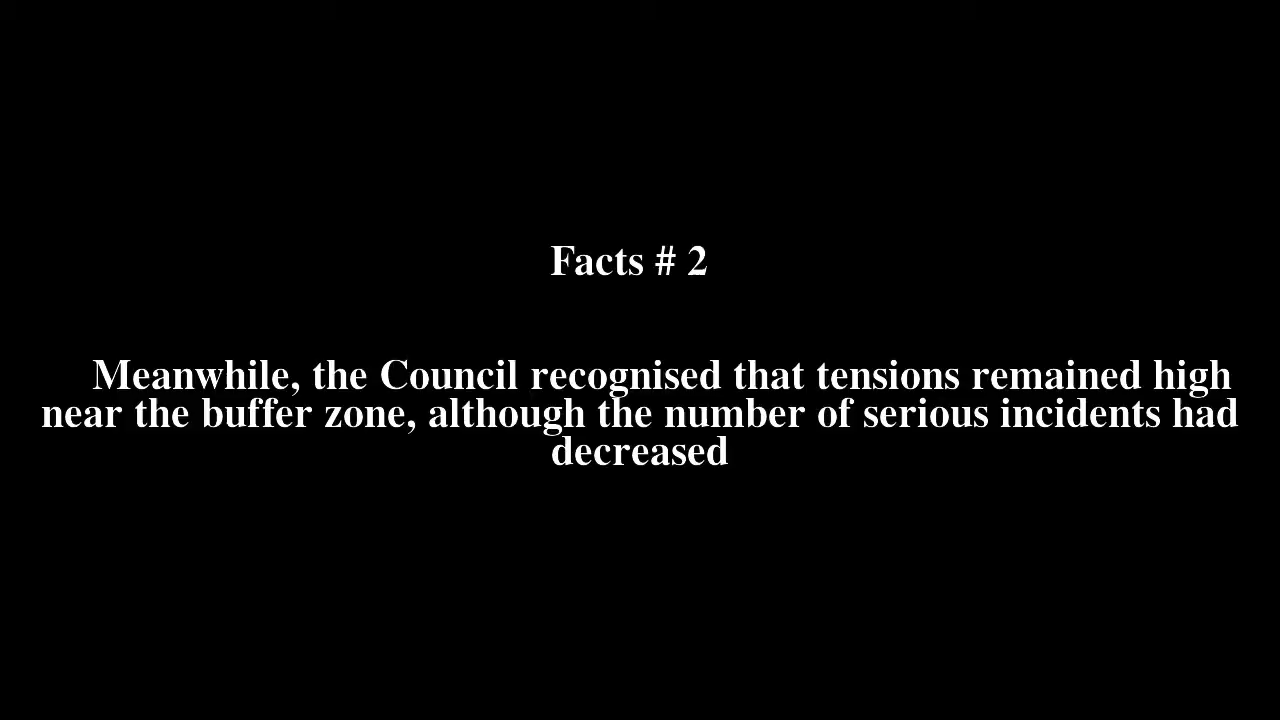 Facts # 2
Meanwhile, the Council recognised that tensions remained high
near the buffer zone, although the number of serious incidents had
decreased